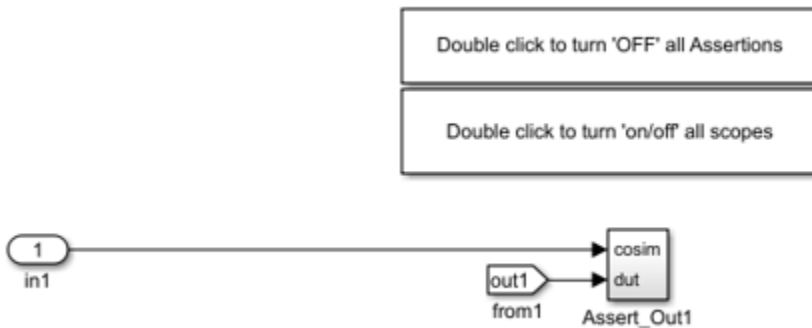 Double click to turn 'OFF' all Assertions
Double click to turn 'on/off' all scopes
1
cosim
in1
out1
dut
from1
Assert_Out1